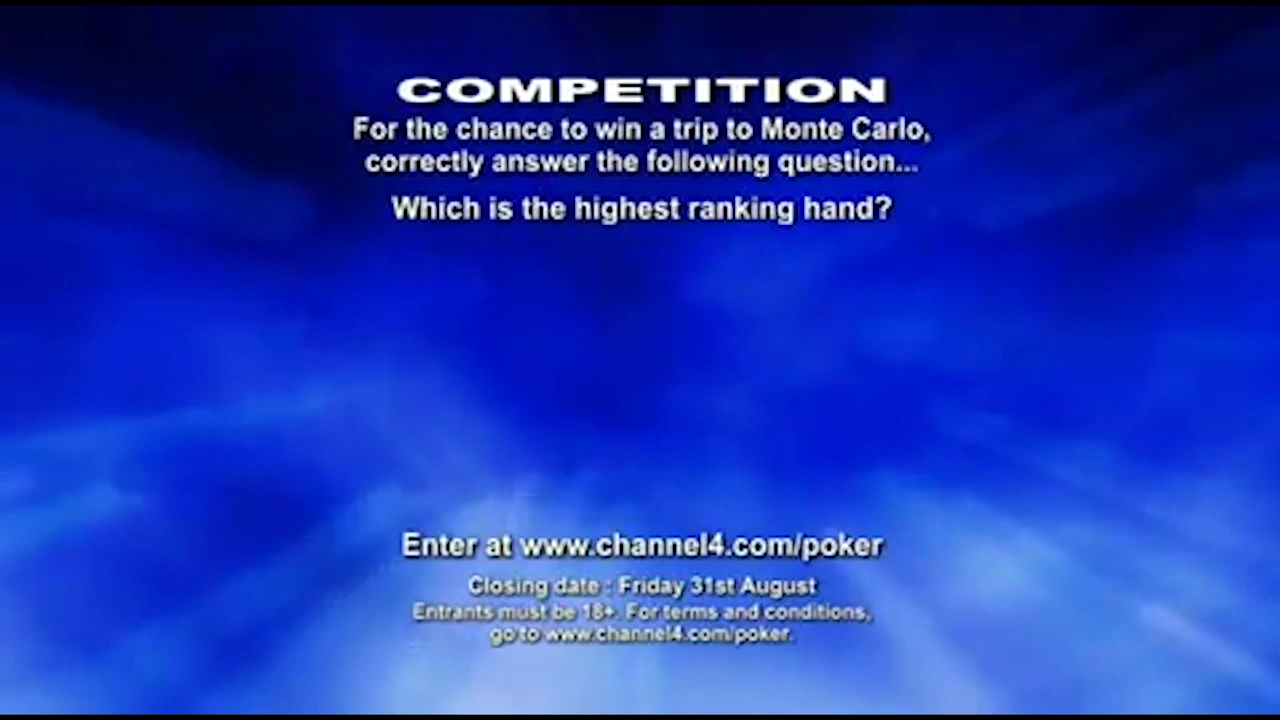 COMPETITION
For the chance to win a trip to Monte Carlo,
correctly answer the following question...
Which is the highest ranking hand?
Enter at www.channel4.com/poker
Closing date : Friday 31st August
Entrants must be 18+. For terms and conditions,
go to www.channel4.com/poker.